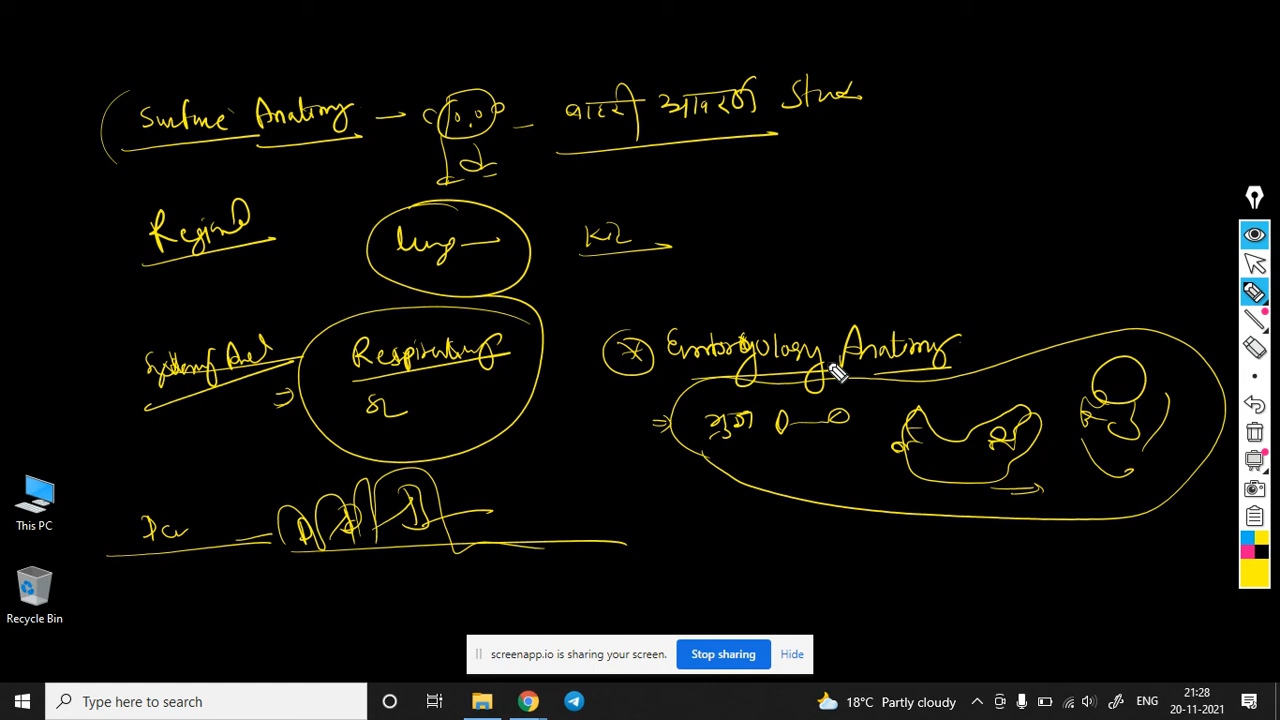 Surface Anatomy
बाहरी आवरण
Regional
lung
Respiratory
Embryology Anatomy
This PC
Recycle Bin
screenapp.io is sharing your screen.
Stop sharing
Hide
Type here to search
18°C Partly cloudy
ENG
21:28
20-11-2021